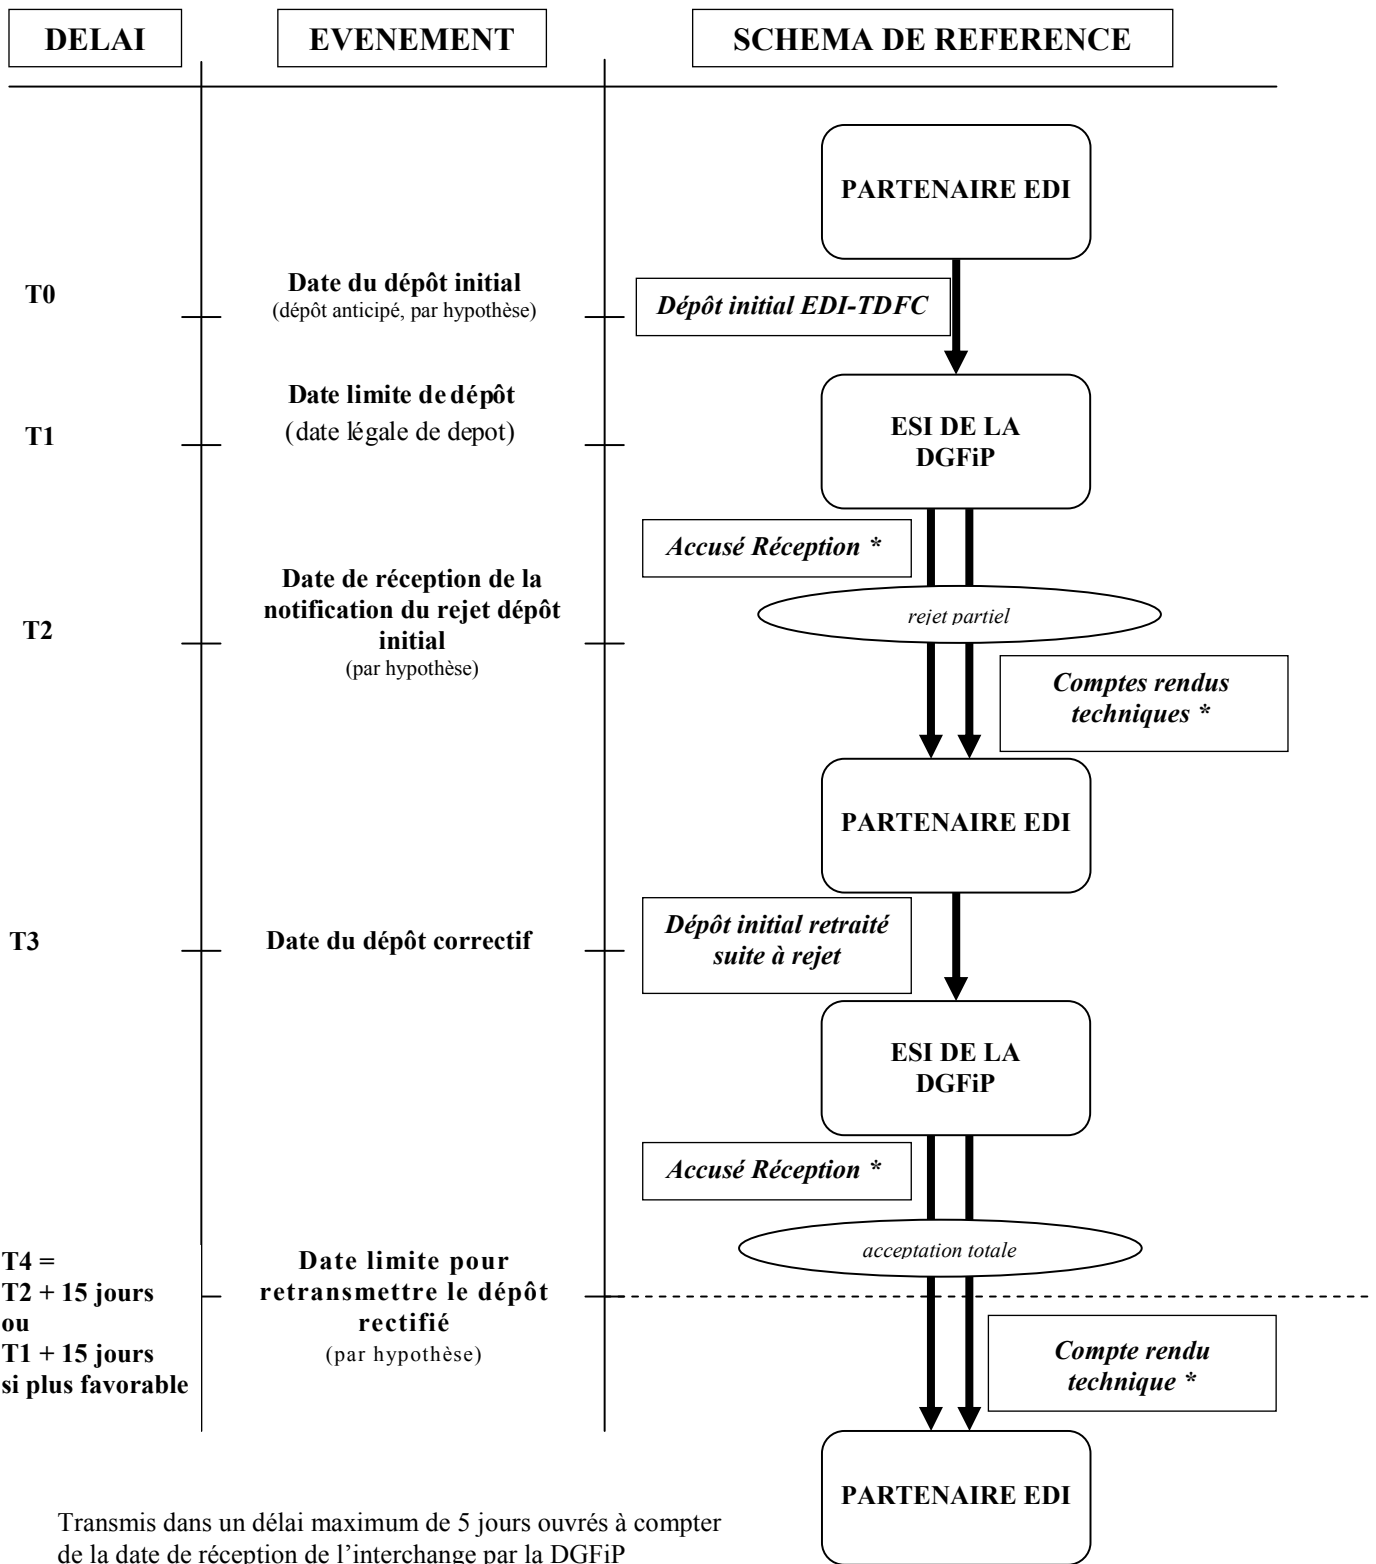 DELAI
EVENEMENT
SCHEMA DE REFERENCE
PARTENAIRE EDI
T0
Date du dépôt initial
(dépôt anticipé, par hypothèse)
Dépôt initial EDI-TDFC
T1
Date limite de dépôt
(date légale de depot)
ESI DE LA
DGFiP
Accusé Réception *
T2
Date de réception de la
notification du rejet dépôt
initial
(par hypothèse)
rejet partiel
Comptes rendus
techniques *
PARTENAIRE EDI
T3
Date du dépôt correctif
Dépôt initial retraité
suite à rejet
ESI DE LA
DGFiP
Accusé Réception *
acceptation totale
T4 =
T2 + 15 jours
ou
T1 + 15 jours
si plus favorable
Date limite pour
retransmettre le dépôt
rectifié
(par hypothèse)
Compte rendu
technique *
PARTENAIRE EDI
Transmis dans un délai maximum de 5 jours ouvrés à compter
de la date de réception de l'interchange par la DGFiP